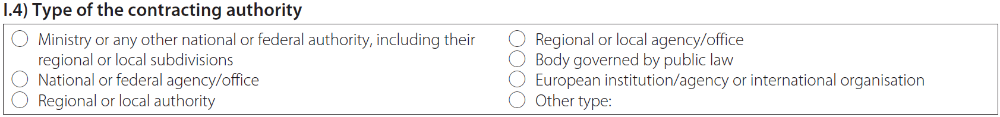 I.4) Type of the contracting authority
Ministry or any other national or federal authority, including their
regional or local subdivisions
National or federal agency/office
Regional or local authority
Regional or local agency/office
Body governed by public law
European institution/agency or international organisation
Other type: